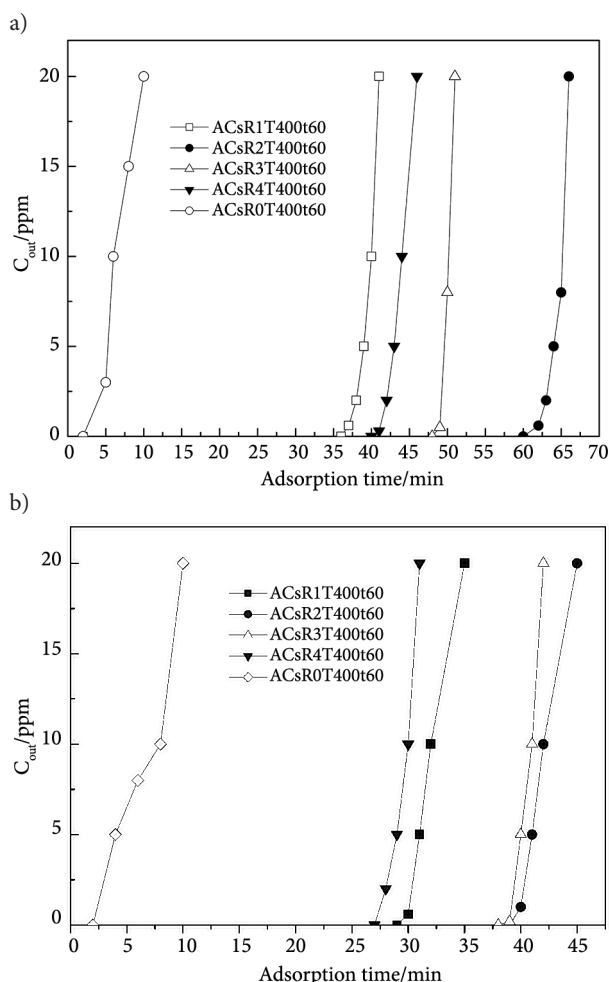 a)
20
15
10
5
0
C_out/ppm
ACsR1T400t60
ACsR2T400t60
ACsR3T400t60
ACsR4T400t60
ACsR0T400t60
0 5 10 15 20 25 30 35 40 45 50 55 60 65 70
Adsorption time/min
b)
20
15
10
5
0
C_out/ppm
ACsR1T400t60
ACsR2T400t60
ACsR3T400t60
ACsR4T400t60
ACsR0T400t60
0 5 10 15 20 25 30 35 40 45
Adsorption time/min